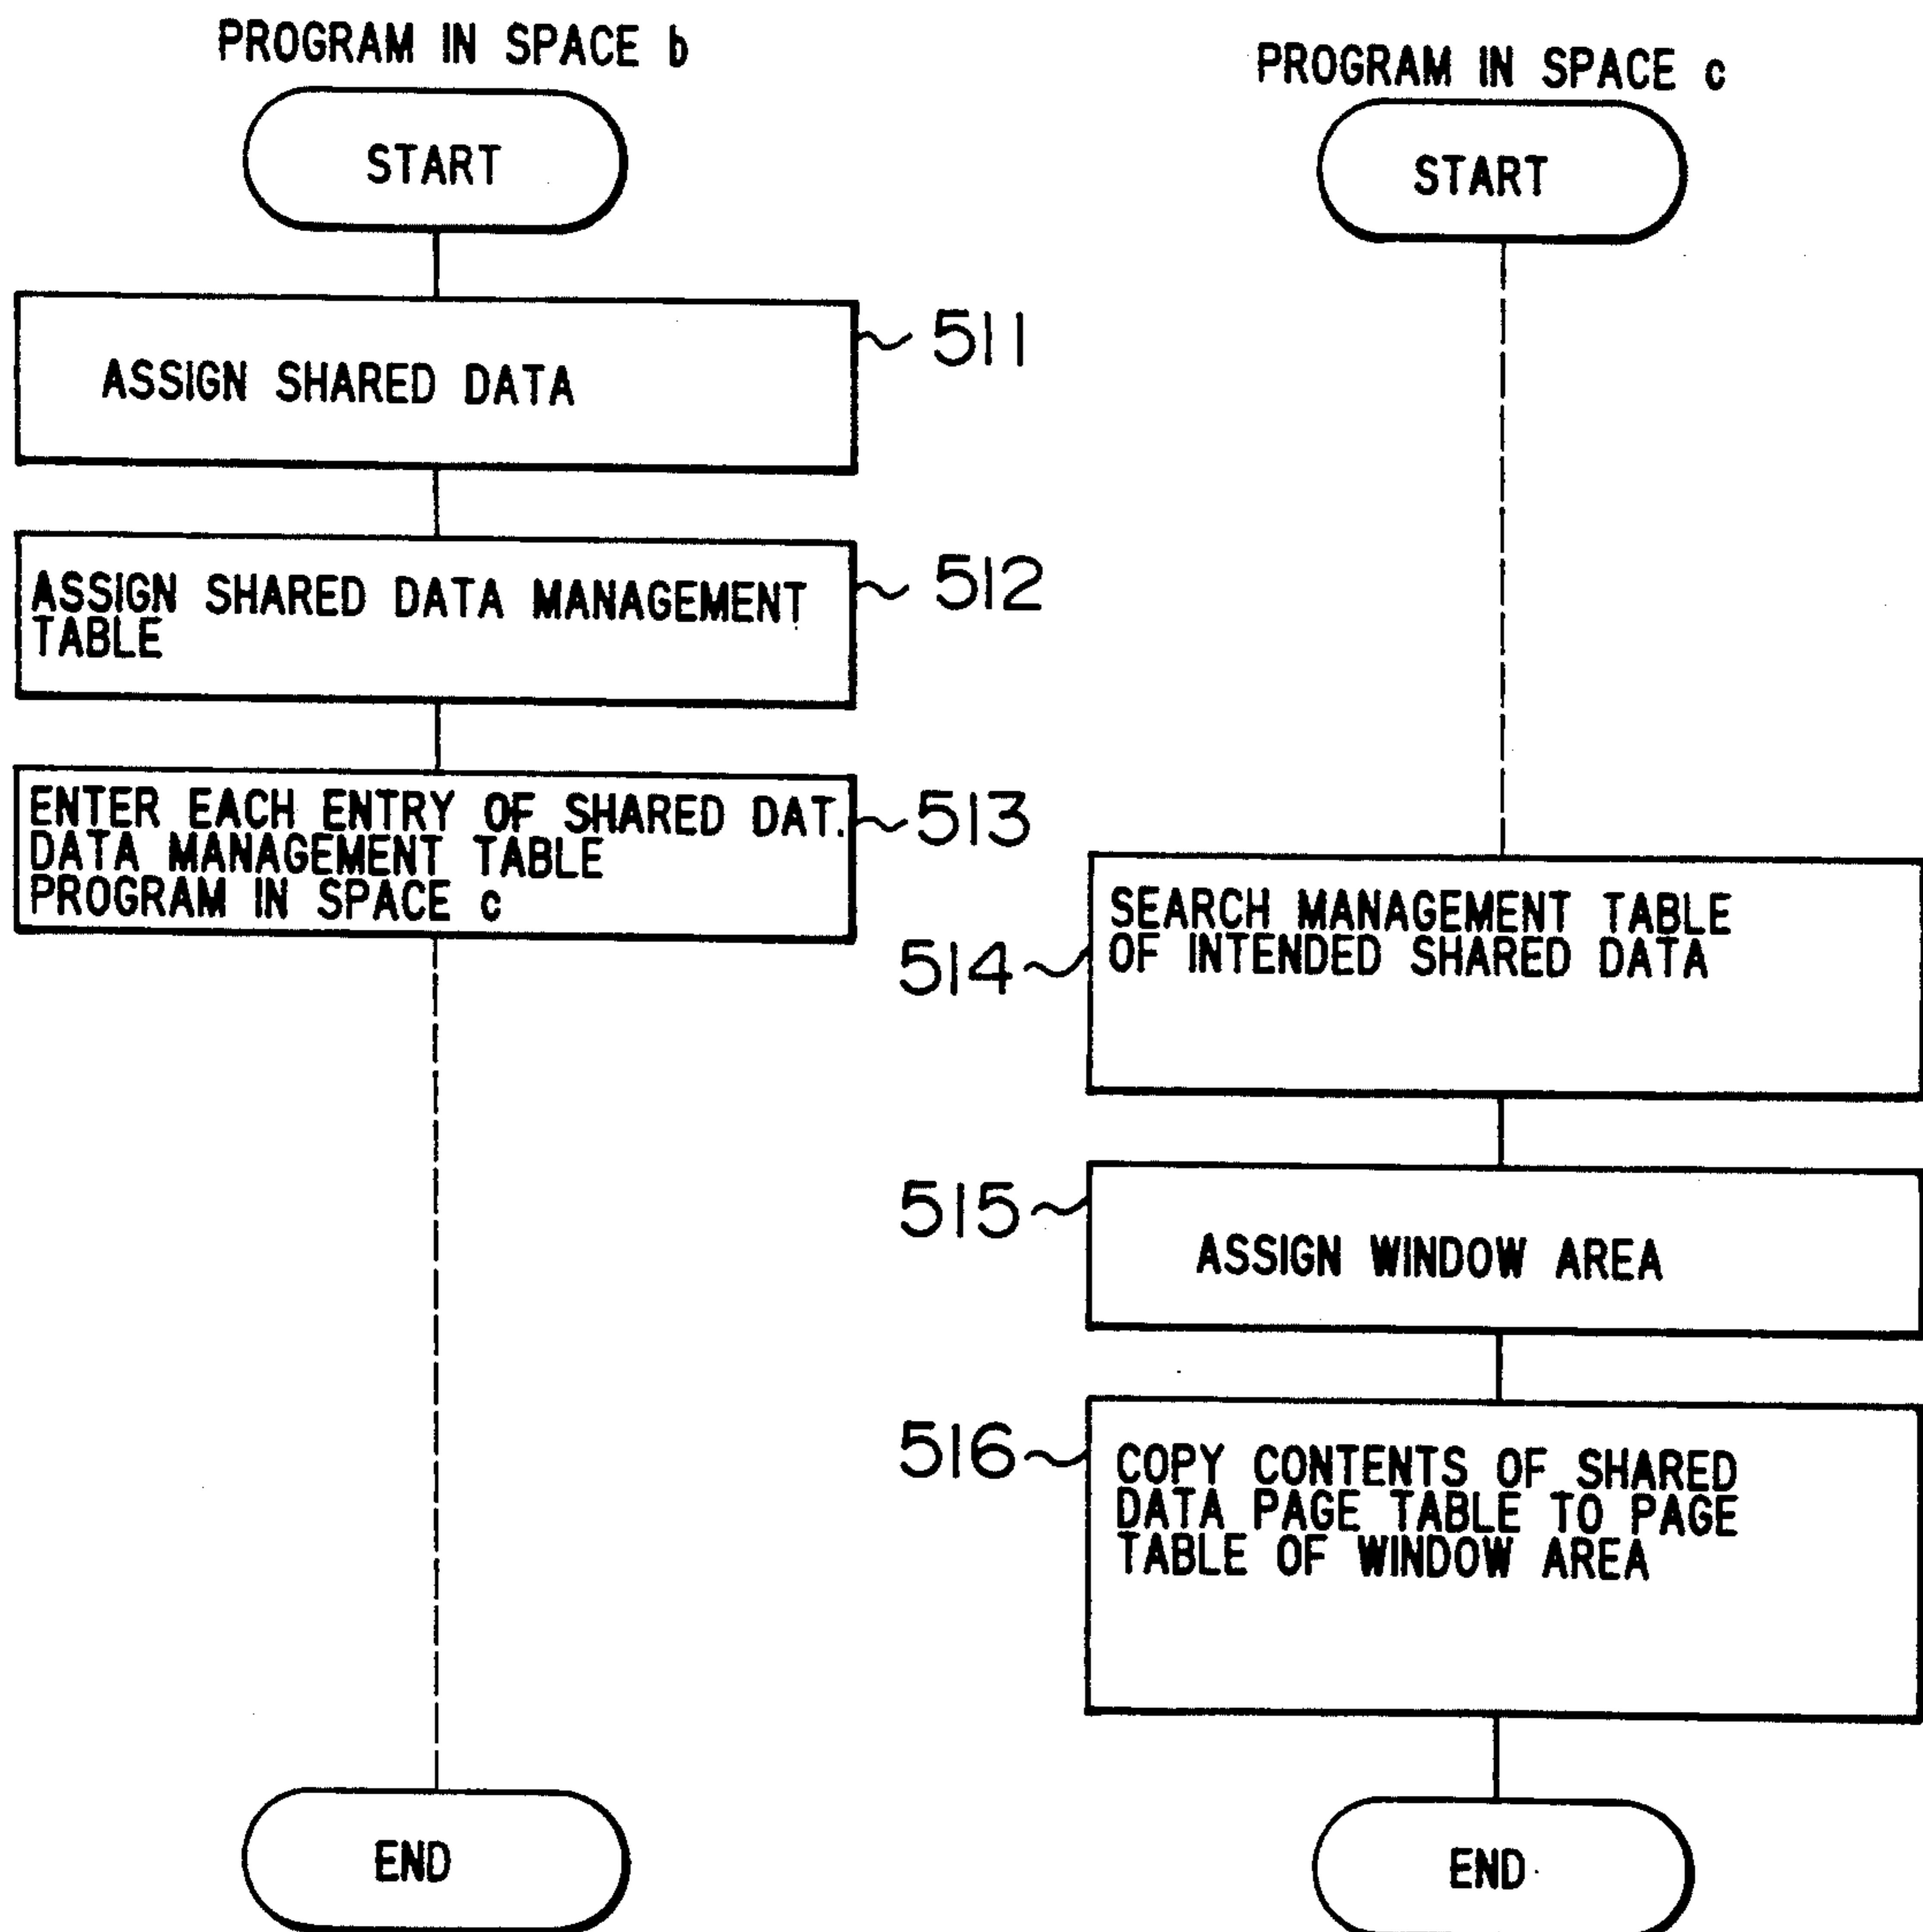 PROGRAM IN SPACE b
START
ASSIGN SHARED DATA
511
ASSIGN SHARED DATA MANAGEMENT
TABLE
512
ENTER EACH ENTRY OF SHARED DAT.
DATA MANAGEMENT TABLE
PROGRAM IN SPACE c
513
END
PROGRAM IN SPACE c
START
SEARCH MANAGEMENT TABLE
OF INTENDED SHARED DATA
514
ASSIGN WINDOW AREA
515
COPY CONTENTS OF SHARED
DATA PAGE TABLE TO PAGE
TABLE OF WINDOW AREA
516
END